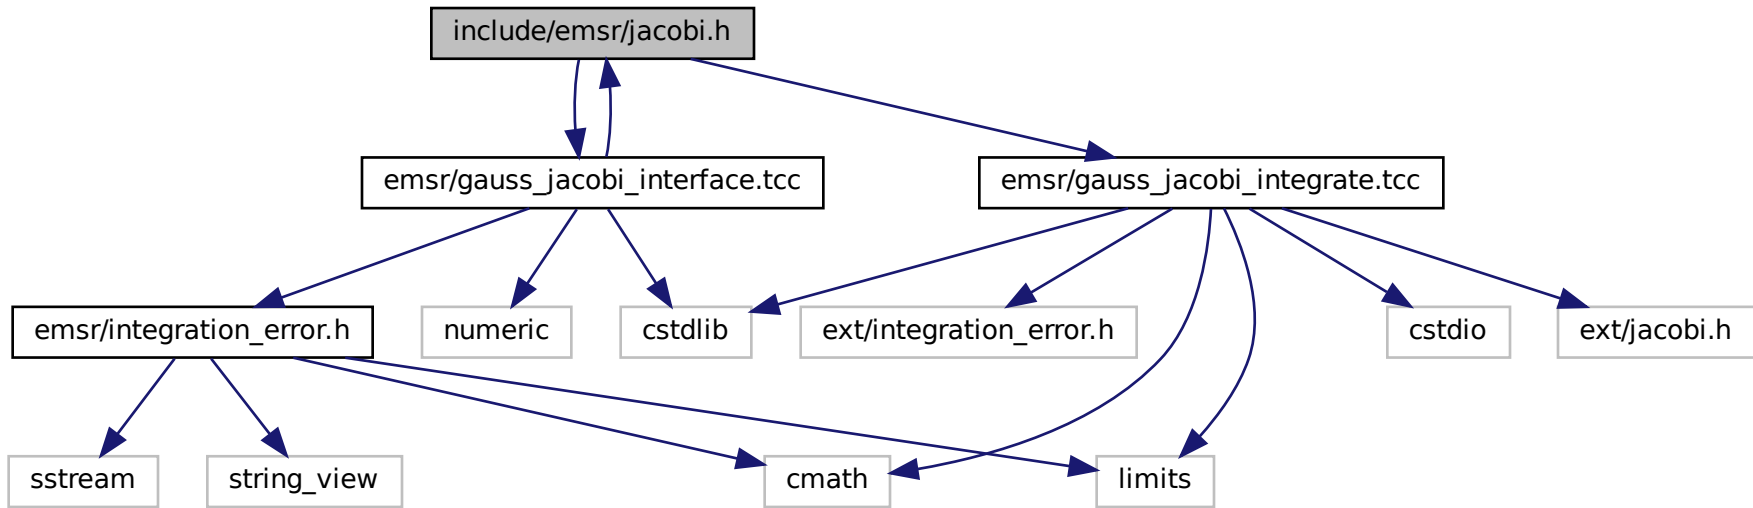 include/emsr/jacobi.h
emsr/gauss_jacobi_interface.tcc
emsr/gauss_jacobi_integrate.tcc
emsr/integration_error.h
numeric
cstdlib
ext/integration_error.h
cstdio
ext/jacobi.h
sstream
string_view
cmath
limits